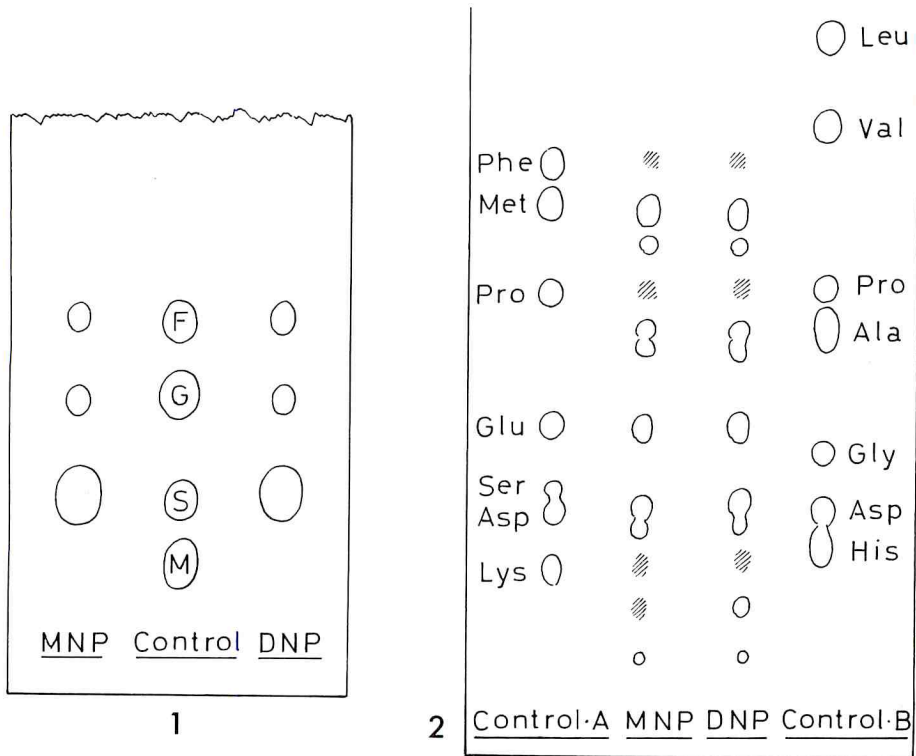 F
G
S
M
MNP Control DNP
1
Leu
Val
Phe
Met
Pro Pro
Ala
Glu
Gly
Ser
Asp Asp
His
Lys
Control·A MNP DNP Control·B
2